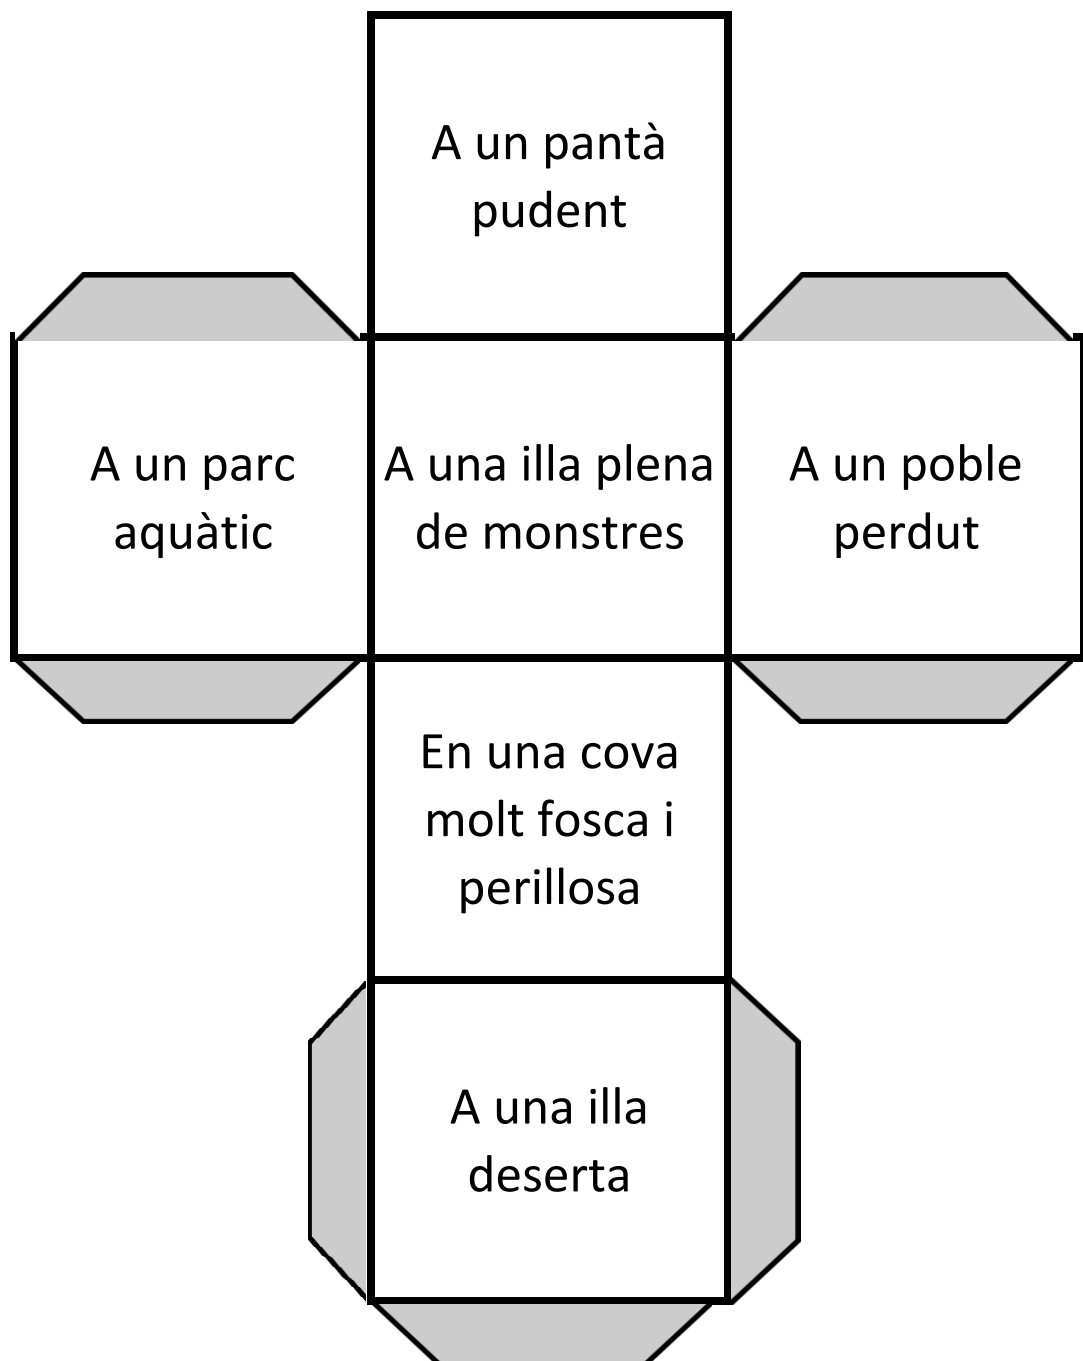 A un pantà
pudent
A un parc
aquàtic
A una illa plena
de monstres
A un poble
perdut
En una cova
molt fosca i
perillosa
A una illa
deserta